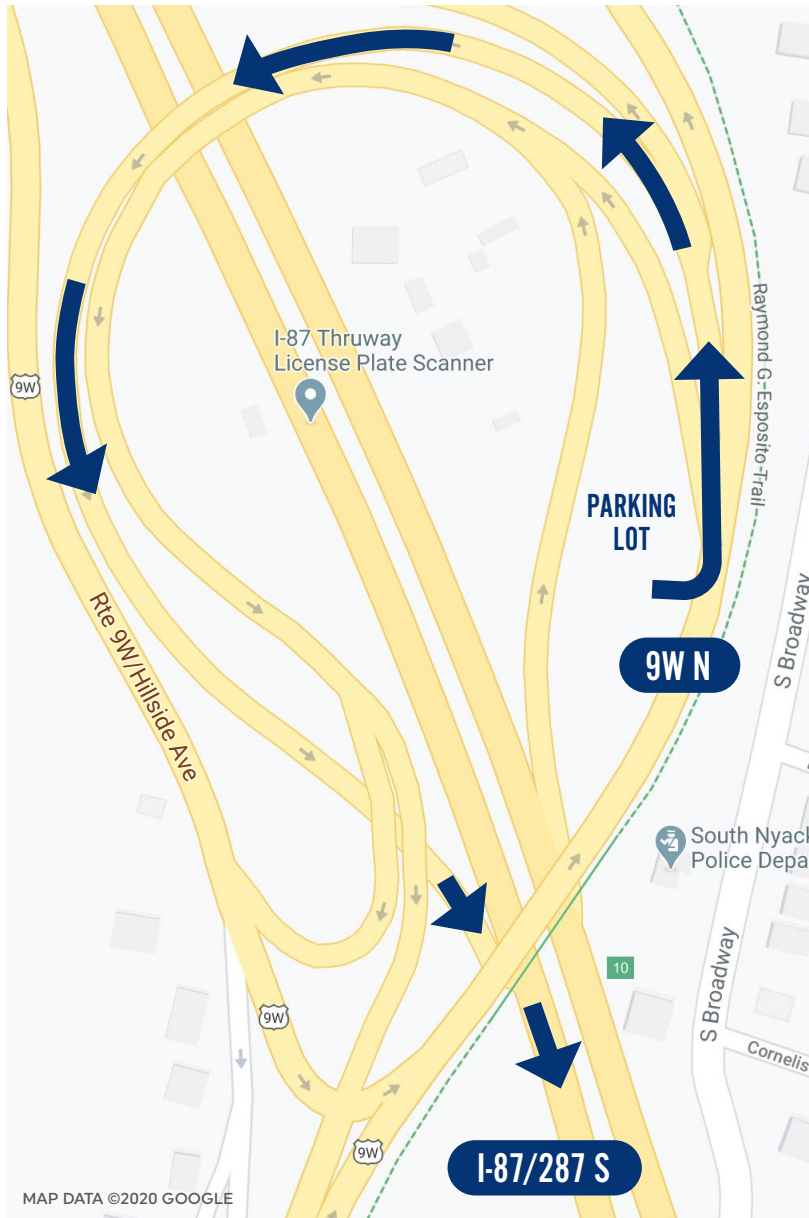 I-87 Thruway
License Plate Scanner
9W
Raymond G. Esposito Trail
PARKING
LOT
S Broadway
9W N
Rte 9W/Hillside Ave
South Nyack
Police Depa
S Broadway
10
9W
Cornelis
9W
I-87/287 S
MAP DATA ©2020 GOOGLE